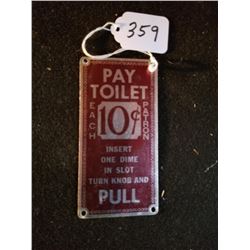 359
PAY
TOILET
EACH
10¢
PATRON
INSERT
ONE DIME
IN SLOT
TURN KNOB AND
PULL